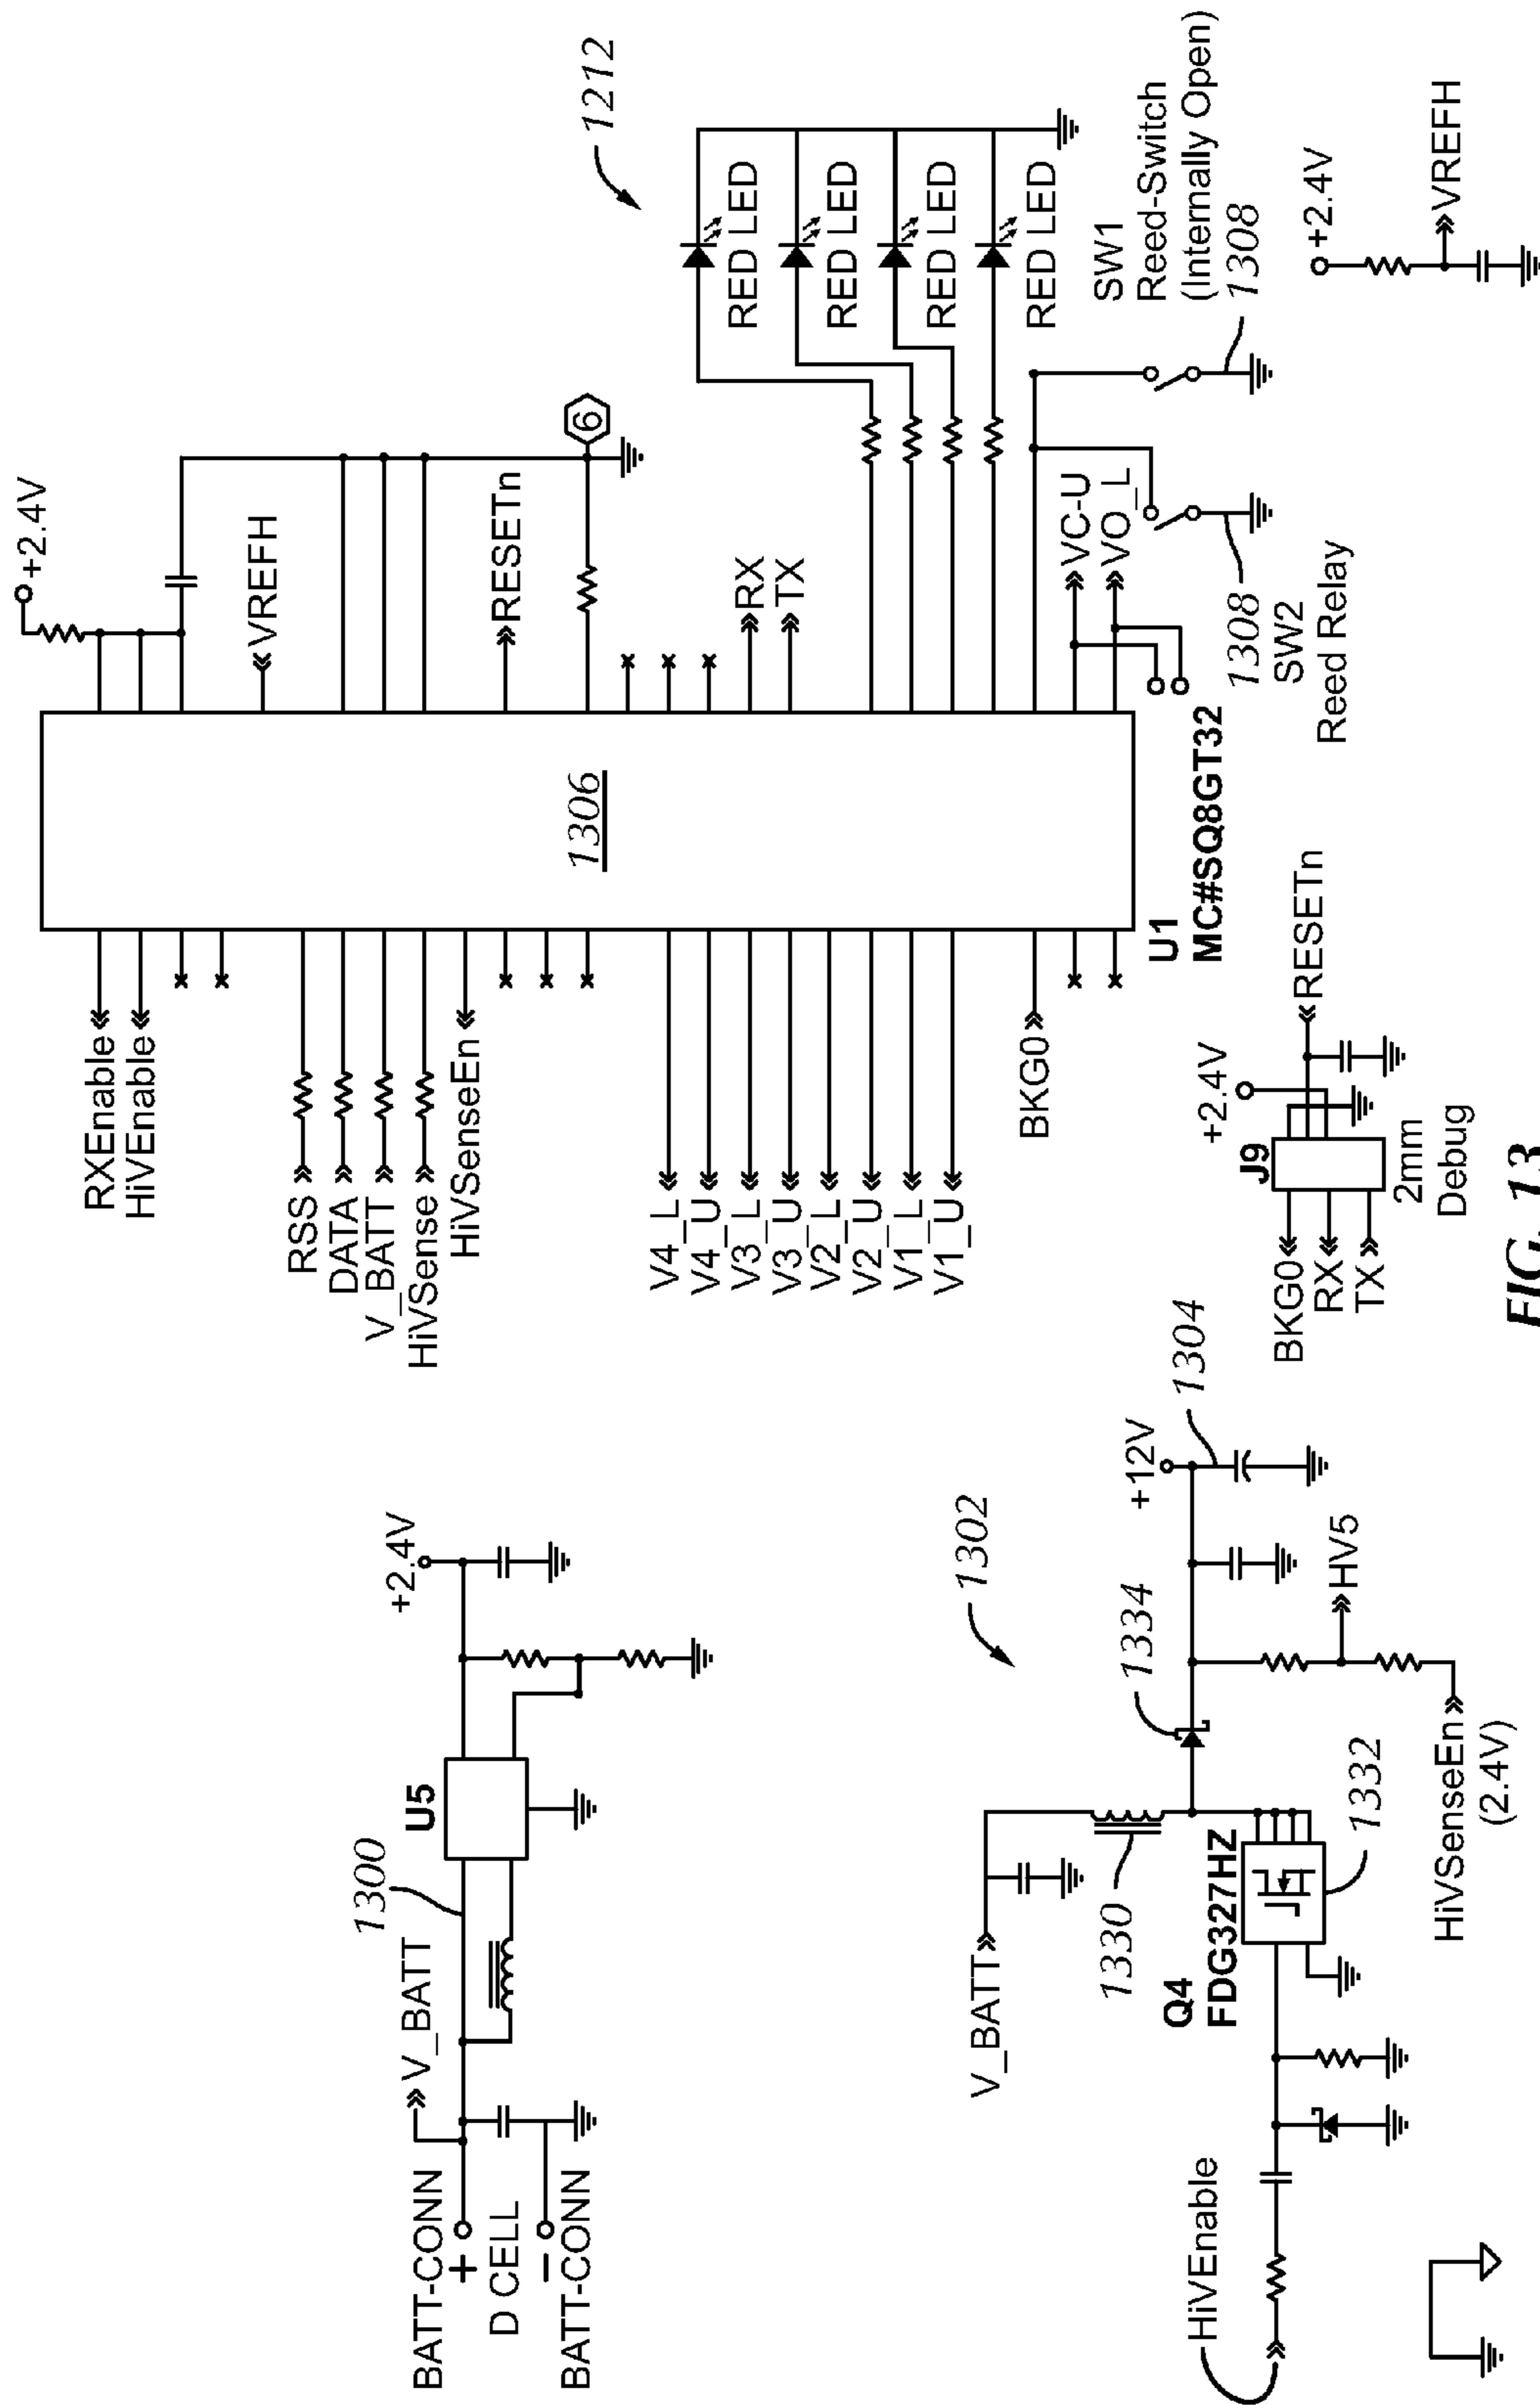 BATT-CONN
+
D CELL
−
BATT-CONN
V_BATT
1300
U5
+2.4V
HiVEnable
V_BATT
1330
Q4
FDG327HZ
1332
1334
1302
HiVSenseEn
(2.4V)
HV5
+12V
1304
RXEnable
HiVEnable
RSS
DATA
V_BATT
HiVSense
HiVSenseEn
V4_L
V4_U
V3_L
V3_U
V2_L
V2_U
V1_L
V1_U
BKG0
1306
U1
MC#SQ8GT32
+2.4V
VREFH
RESETn
6
RX
TX
1212
RED LED
RED LED
RED LED
RED LED
VC-U
VO_L
1308
SW2
Reed Relay
SW1
Reed-Switch
(Internally Open)
1308
BKG0
RX
TX
J9
2mm
Debug
+2.4V
RESETn
+2.4V
VREFH
FIG. 13